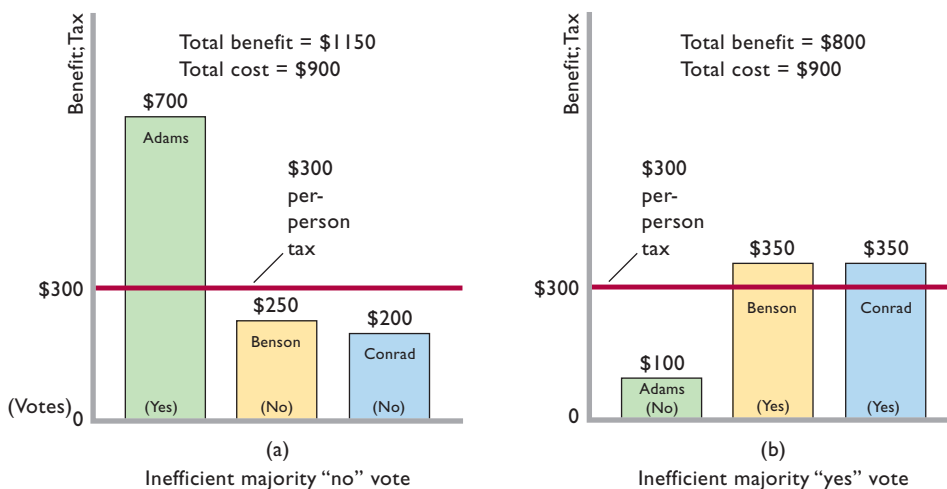 Benefit; Tax
Total benefit = $1150
Total cost = $900
$700
Adams
$300
per-
person
tax
$300
$250
Benson
$200
Conrad
(Votes)
0
(Yes)
(No)
(No)
(a)
Inefficient majority “no” vote
Benefit; Tax
Total benefit = $800
Total cost = $900
$300
per-
person
tax
$350
$350
$300
Benson
Conrad
$100
Adams
(No)
(Yes)
(Yes)
0
(b)
Inefficient majority “yes” vote